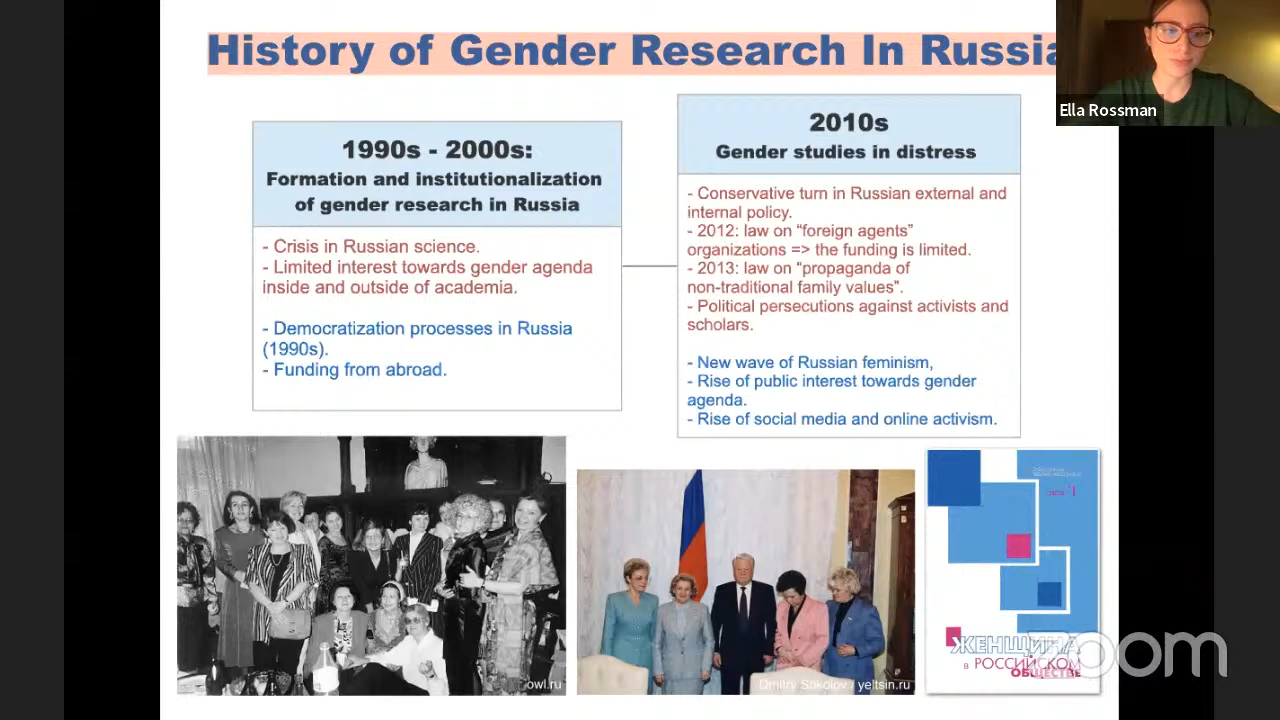 History of Gender Research In Russia
Ella Rossman
1990s - 2000s:
Formation and institutionalization
of gender research in Russia
- Crisis in Russian science.
- Limited interest towards gender agenda
inside and outside of academia.
- Democratization processes in Russia
(1990s).
- Funding from abroad.
2010s
Gender studies in distress
- Conservative turn in Russian external and
internal policy.
- 2012: law on “foreign agents”
organizations => the funding is limited.
- 2013: law on “propaganda of
non-traditional family values”.
- Political persecutions against activists and
scholars.
- New wave of Russian feminism,
- Rise of public interest towards gender
agenda.
- Rise of social media and online activism.
owl.ru
Dmitry Sokolov / yeltsin.ru
ЖЕНЩИНА
в РОССИЙСКОМ
ОБЩЕСТВЕ
zoom